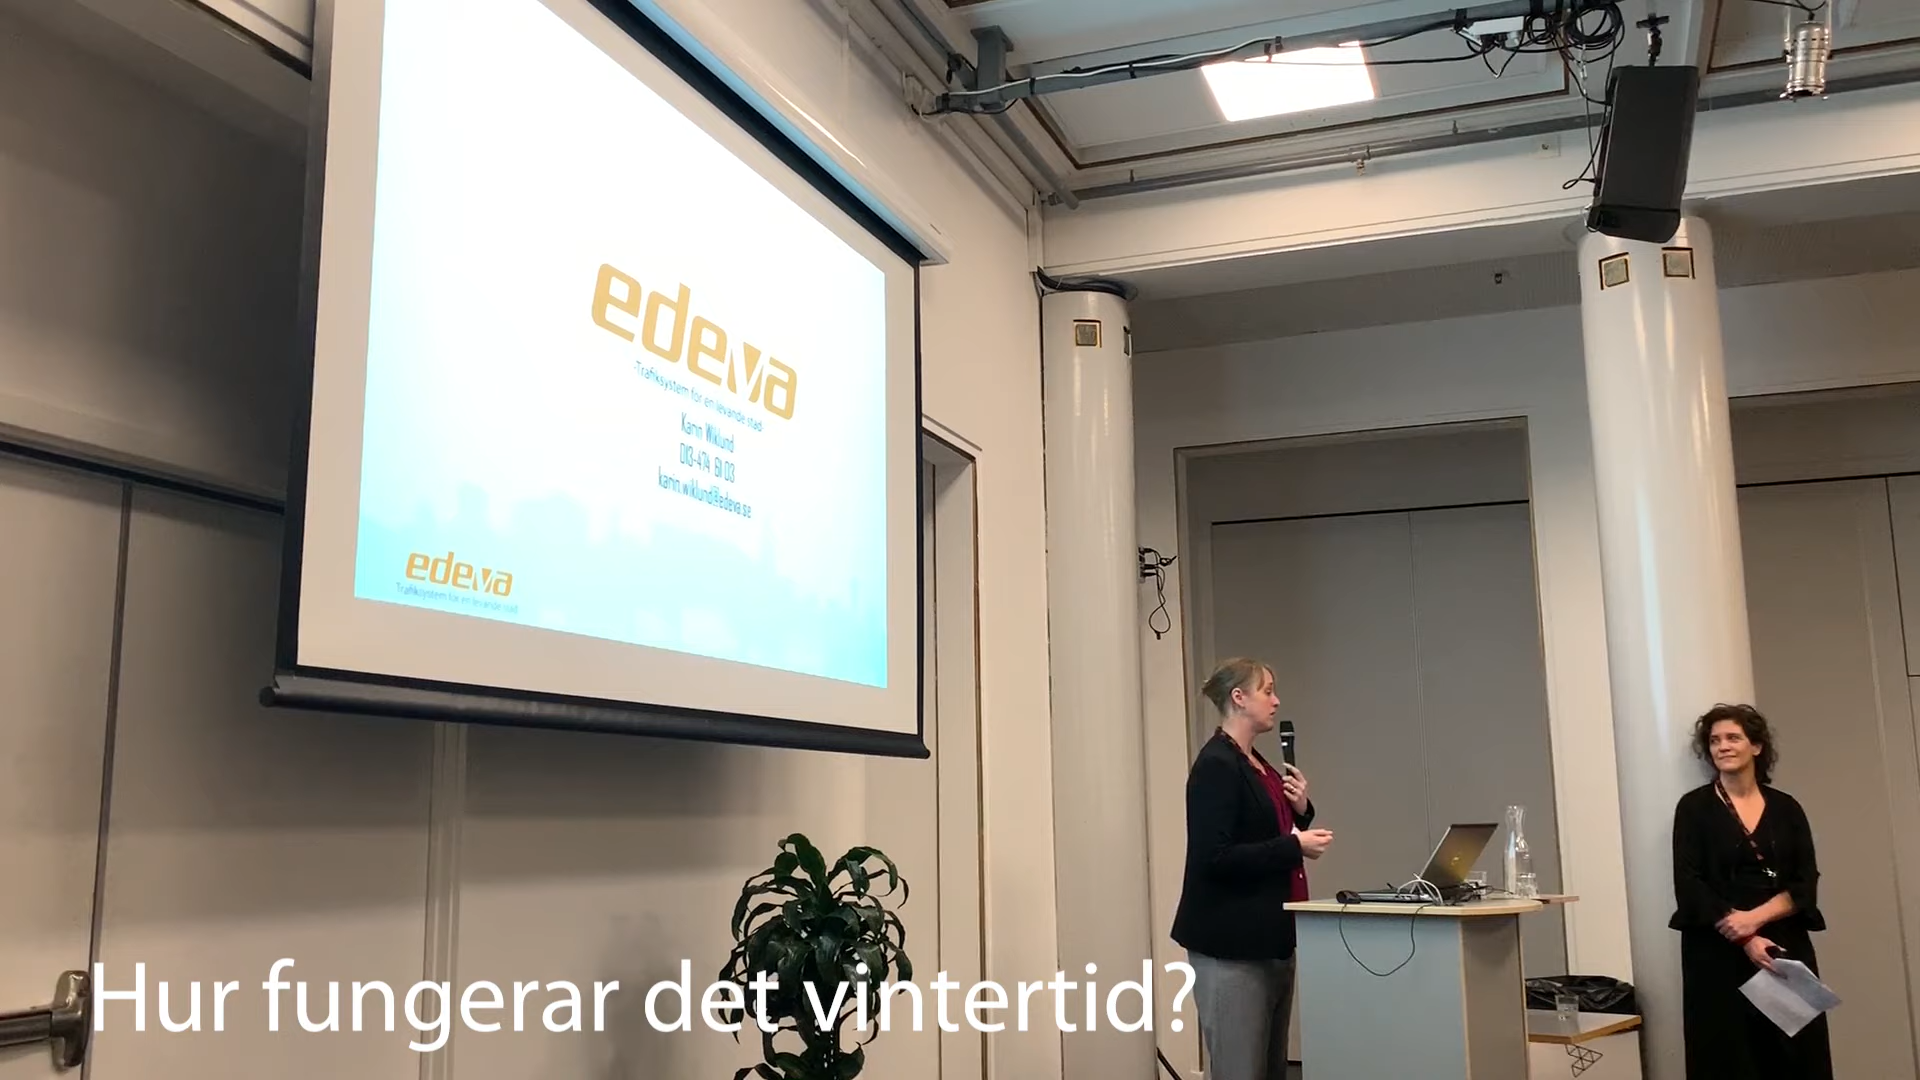 edeva
-Trafiksystem för en levande stad-
Karin Wiklund
013-474 61 03
karin.wiklund@edeva.se
edeva
Trafiksystem för en levande stad
Hur fungerar det vintertid?